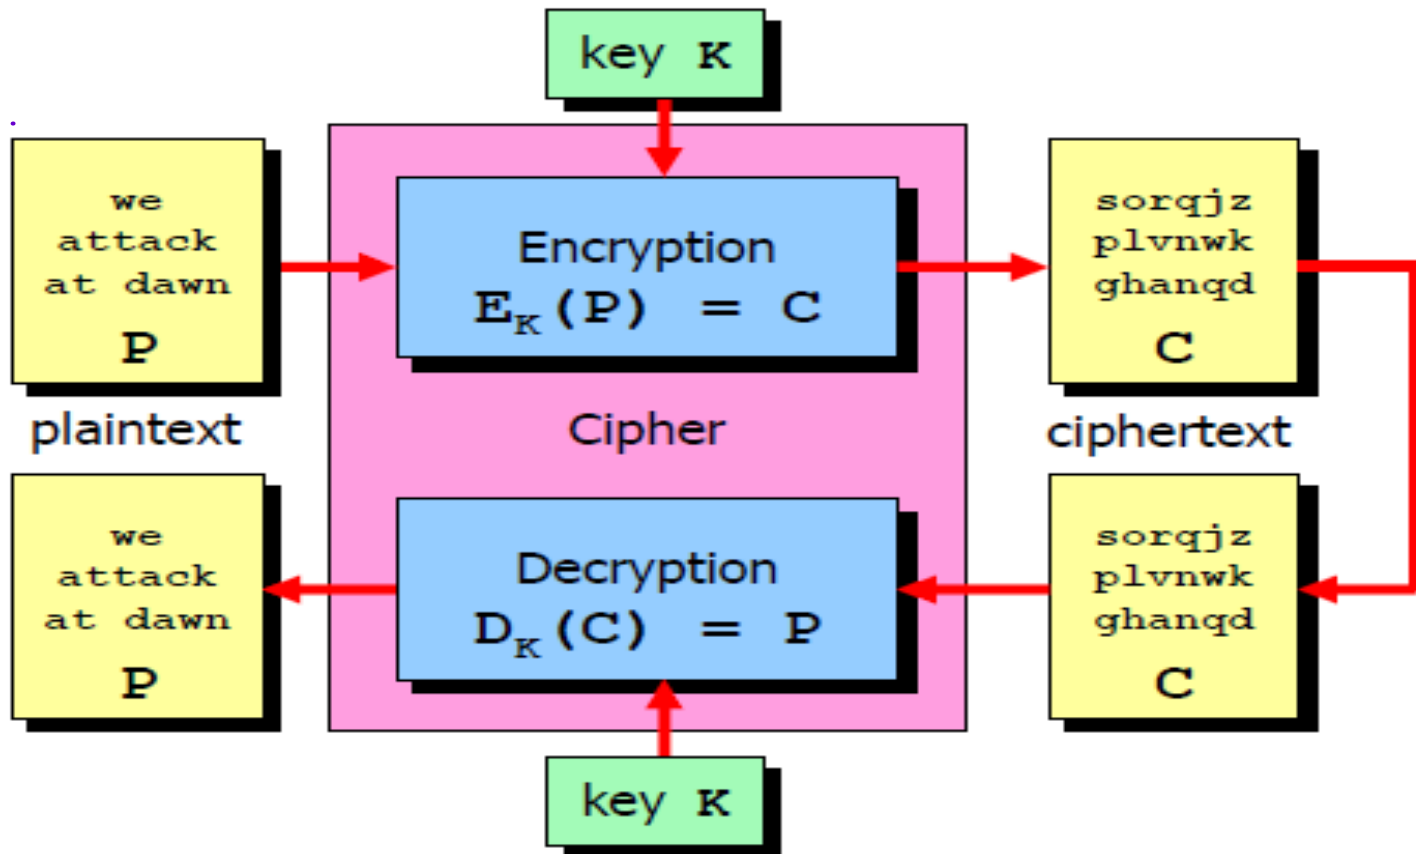 key K
we
attack
at dawn
P
Encryption
E_K(P) = C
sorqjz
plvnwk
ghanqd
C
plaintext
Cipher
ciphertext
we
attack
at dawn
P
Decryption
D_K(C) = P
sorqjz
plvnwk
ghanqd
C
key K